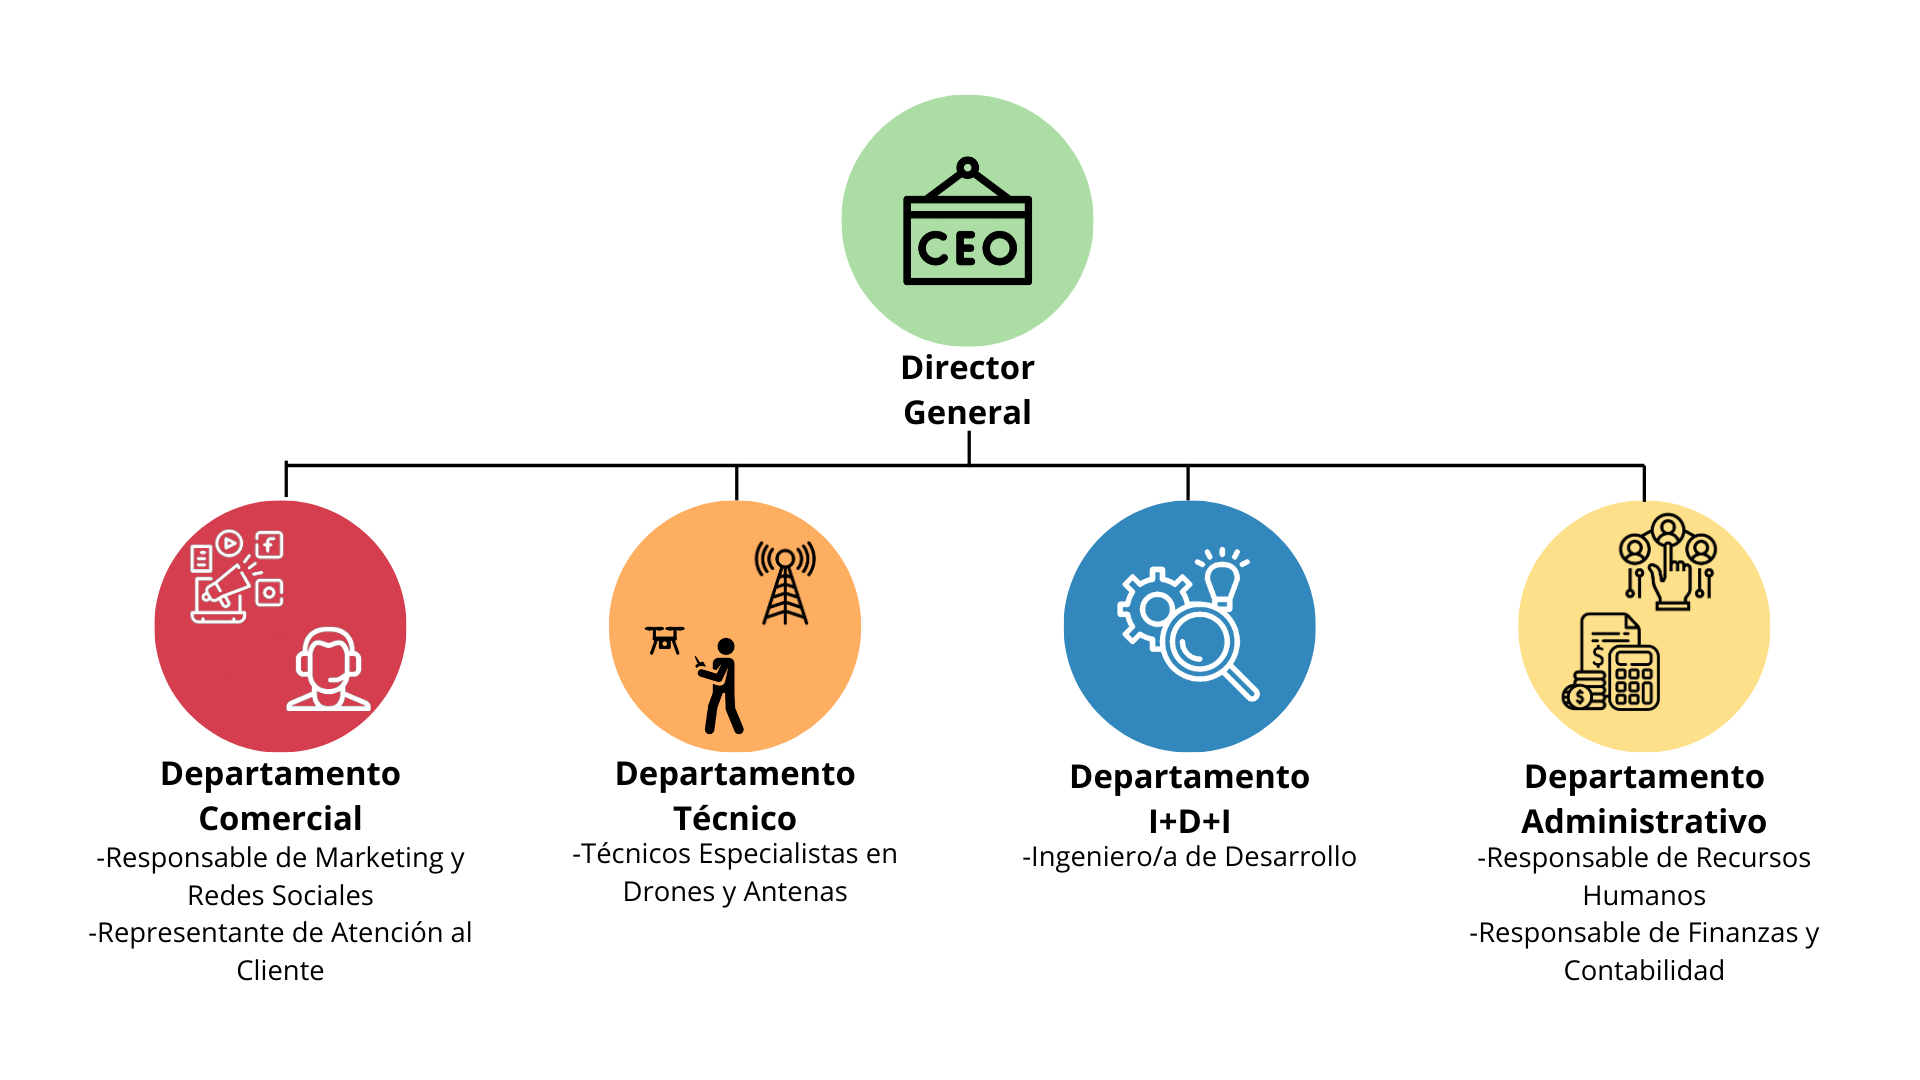 CEO
Director
General
Departamento
Comercial
-Responsable de Marketing y
Redes Sociales
-Representante de Atención al
Cliente
Departamento
Técnico
-Técnicos Especialistas en
Drones y Antenas
Departamento
I+D+I
-Ingeniero/a de Desarrollo
Departamento
Administrativo
-Responsable de Recursos
Humanos
-Responsable de Finanzas y
Contabilidad